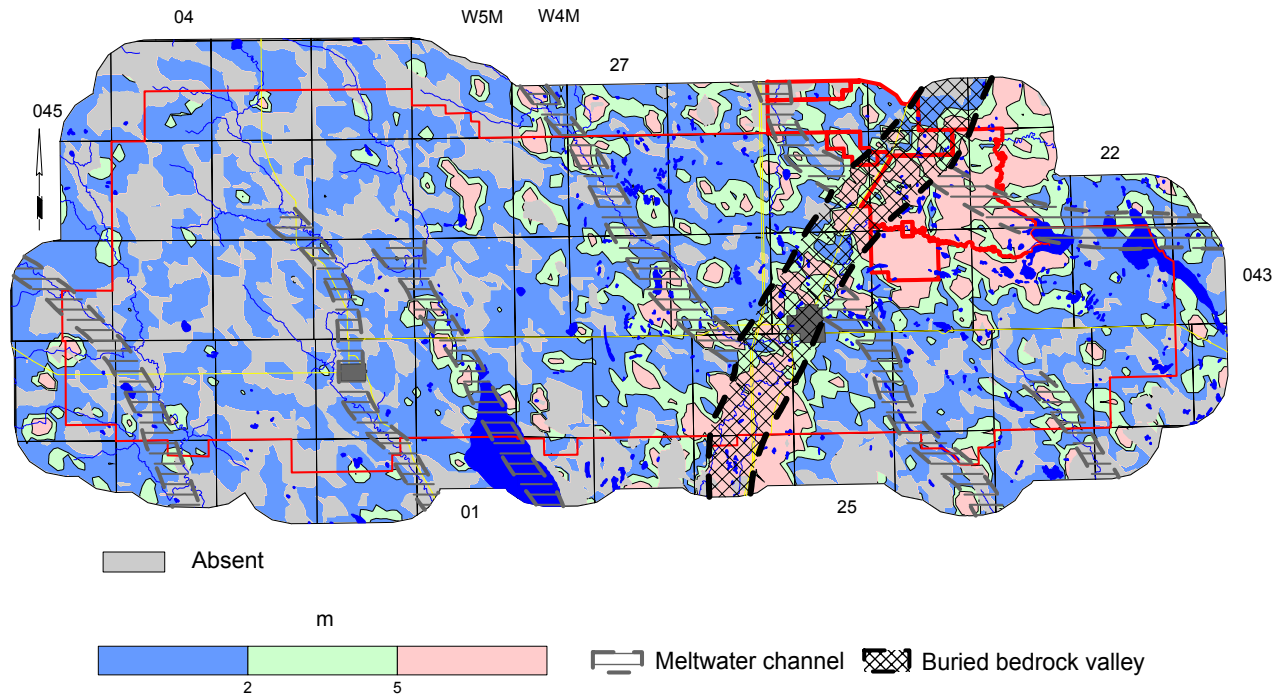 04
W5M
W4M
27
045
22
043
01
25
Absent
m
2
5
Meltwater channel
Buried bedrock valley